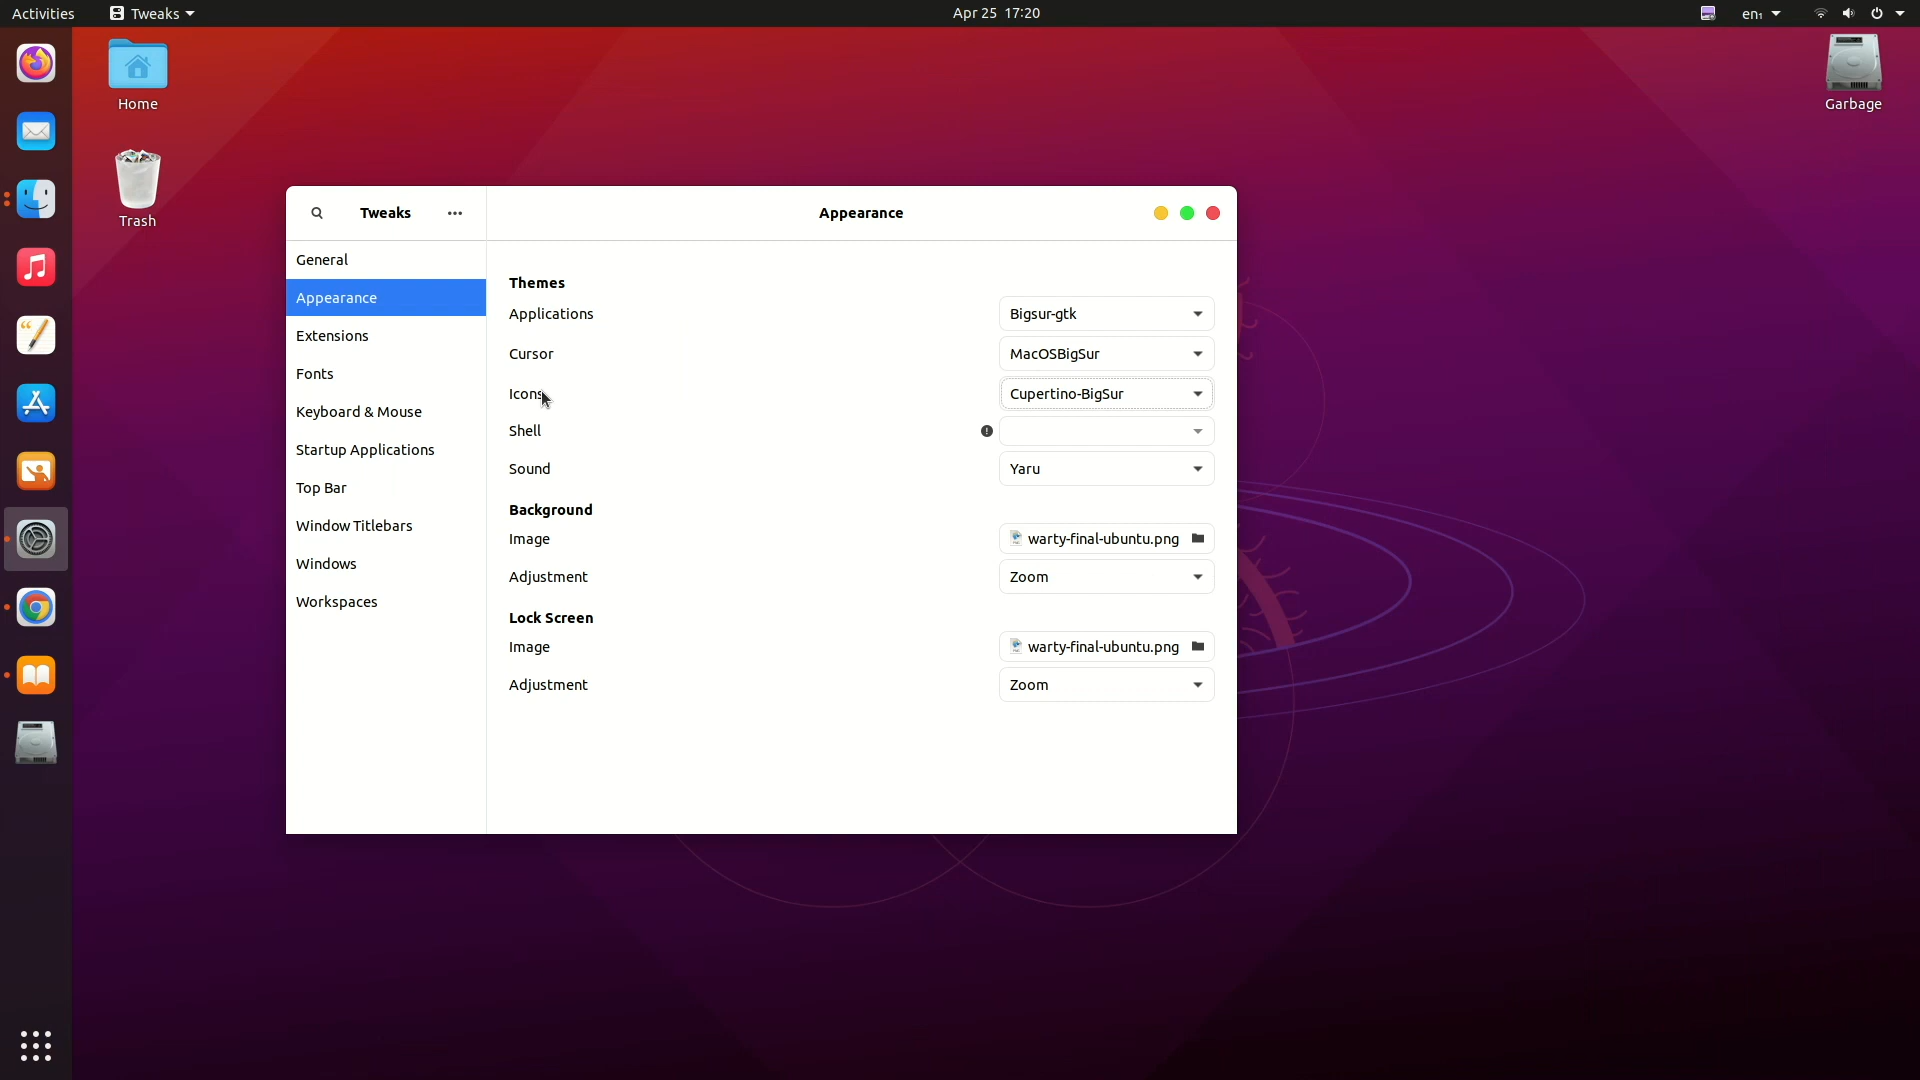 Activities
Tweaks
Apr 25 17:20
en₁
Home
Trash
Garbage
Tweaks
Appearance
General
Appearance
Extensions
Fonts
Keyboard & Mouse
Startup Applications
Top Bar
Window Titlebars
Windows
Workspaces
Themes
Applications
Bigsur-gtk
Cursor
MacOSBigSur
Icons
Cupertino-BigSur
Shell
Sound
Yaru
Background
Image
warty-final-ubuntu.png
Adjustment
Zoom
Lock Screen
Image
warty-final-ubuntu.png
Adjustment
Zoom